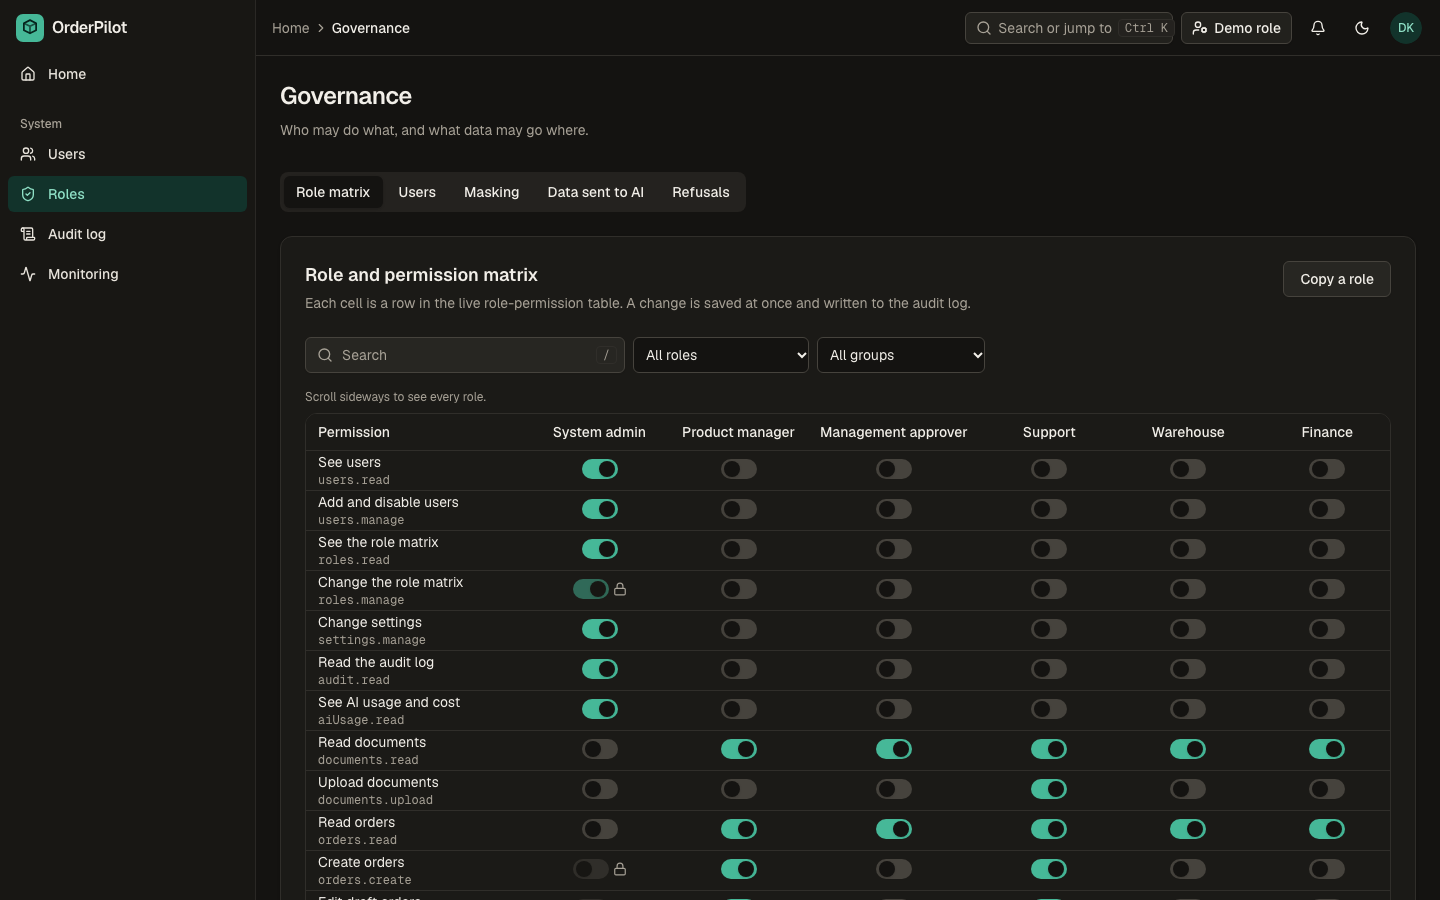 OrderPilot
Home
System
Users
Roles
Audit log
Monitoring
Home > Governance
Search or jump to Ctrl K
Demo role
DK
Governance
Who may do what, and what data may go where.
Role matrix Users Masking Data sent to AI Refusals
Role and permission matrix
Copy a role
Each cell is a row in the live role-permission table. A change is saved at once and written to the audit log.
Search /
All roles
All groups
Scroll sideways to see every role.
Permission System admin Product manager Management approver Support Warehouse Finance
See users
users.read
Add and disable users
users.manage
See the role matrix
roles.read
Change the role matrix
roles.manage
Change settings
settings.manage
Read the audit log
audit.read
See AI usage and cost
aiUsage.read
Read documents
documents.read
Upload documents
documents.upload
Read orders
orders.read
Create orders
orders.create
Edit draft orders